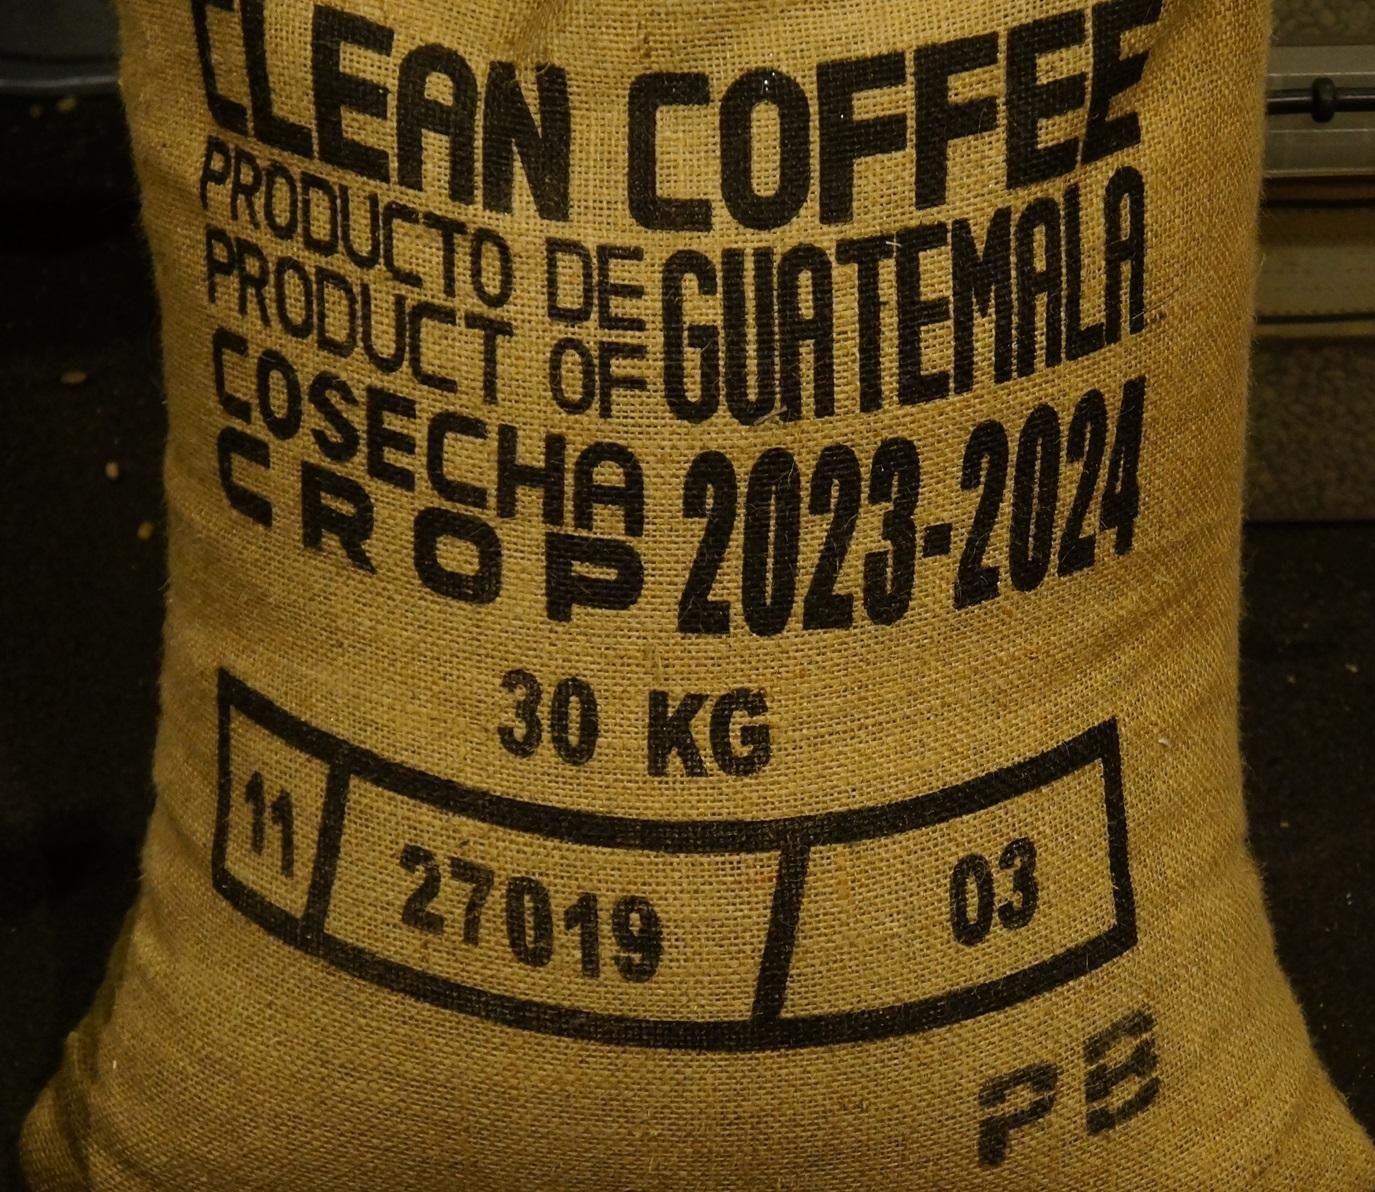 CLEAN COFFEE
PRODUCTO DE
PRODUCT OF GUATEMALA
COSECHA
CROP 2023-2024
30 KG
11 27019 03
PB